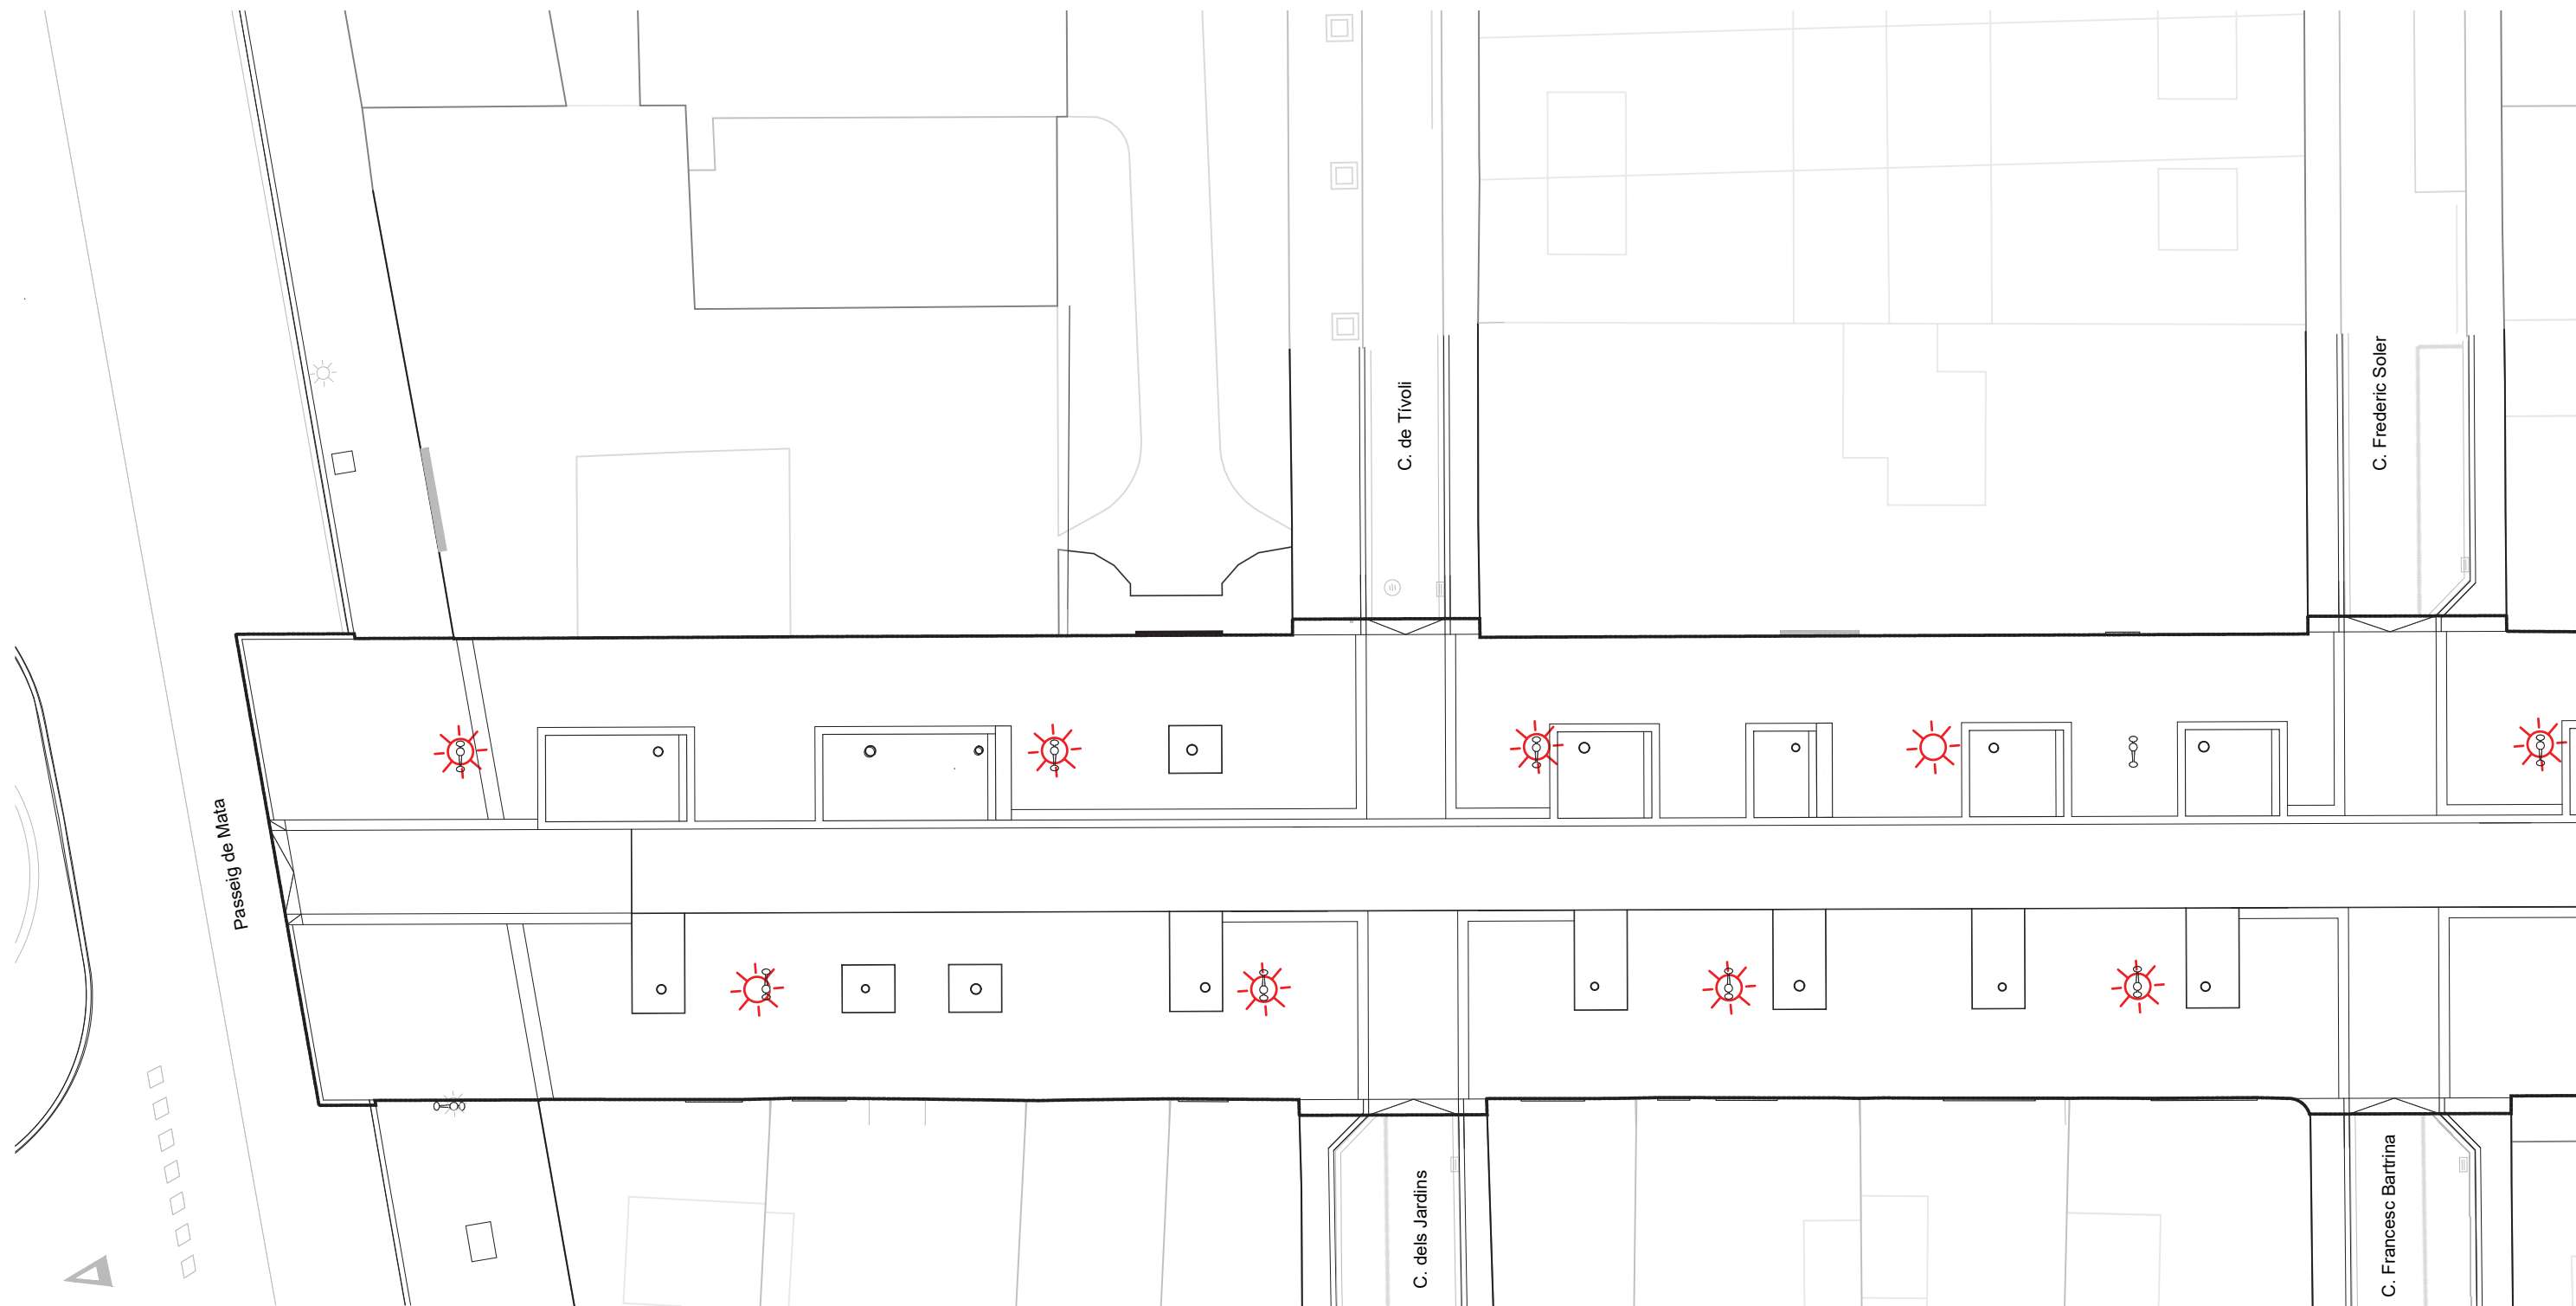 C. de Tívoli
C. Frederic Soler
Passeig de Mata
C. dels Jardins
C. Francesc Bartrina